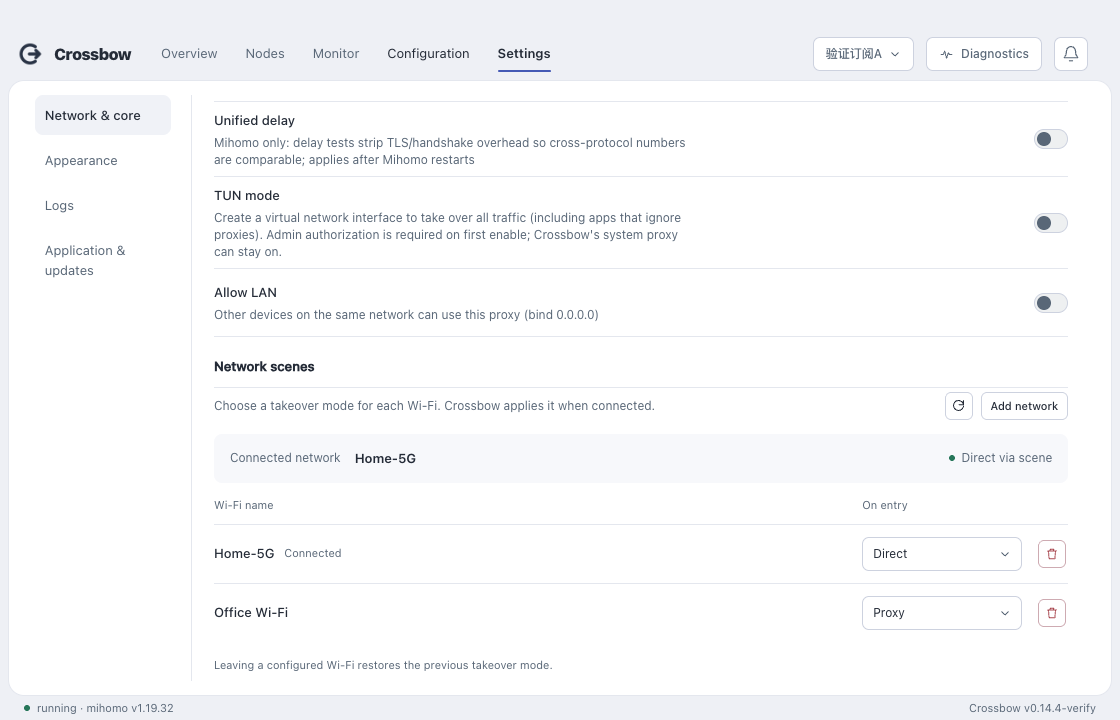 Crossbow
Overview
Nodes
Monitor
Configuration
Settings
验证订阅A
Diagnostics
Network & core
Appearance
Logs
Application &
updates
Unified delay
Mihomo only: delay tests strip TLS/handshake overhead so cross-protocol numbers
are comparable; applies after Mihomo restarts
TUN mode
Create a virtual network interface to take over all traffic (including apps that ignore
proxies). Admin authorization is required on first enable; Crossbow's system proxy
can stay on.
Allow LAN
Other devices on the same network can use this proxy (bind 0.0.0.0)
Network scenes
Choose a takeover mode for each Wi-Fi. Crossbow applies it when connected.
Add network
Connected network Home-5G
Direct via scene
Wi-Fi name
On entry
Home-5G Connected
Direct
Office Wi-Fi
Proxy
Leaving a configured Wi-Fi restores the previous takeover mode.
running · mihomo v1.19.32
Crossbow v0.14.4-verify